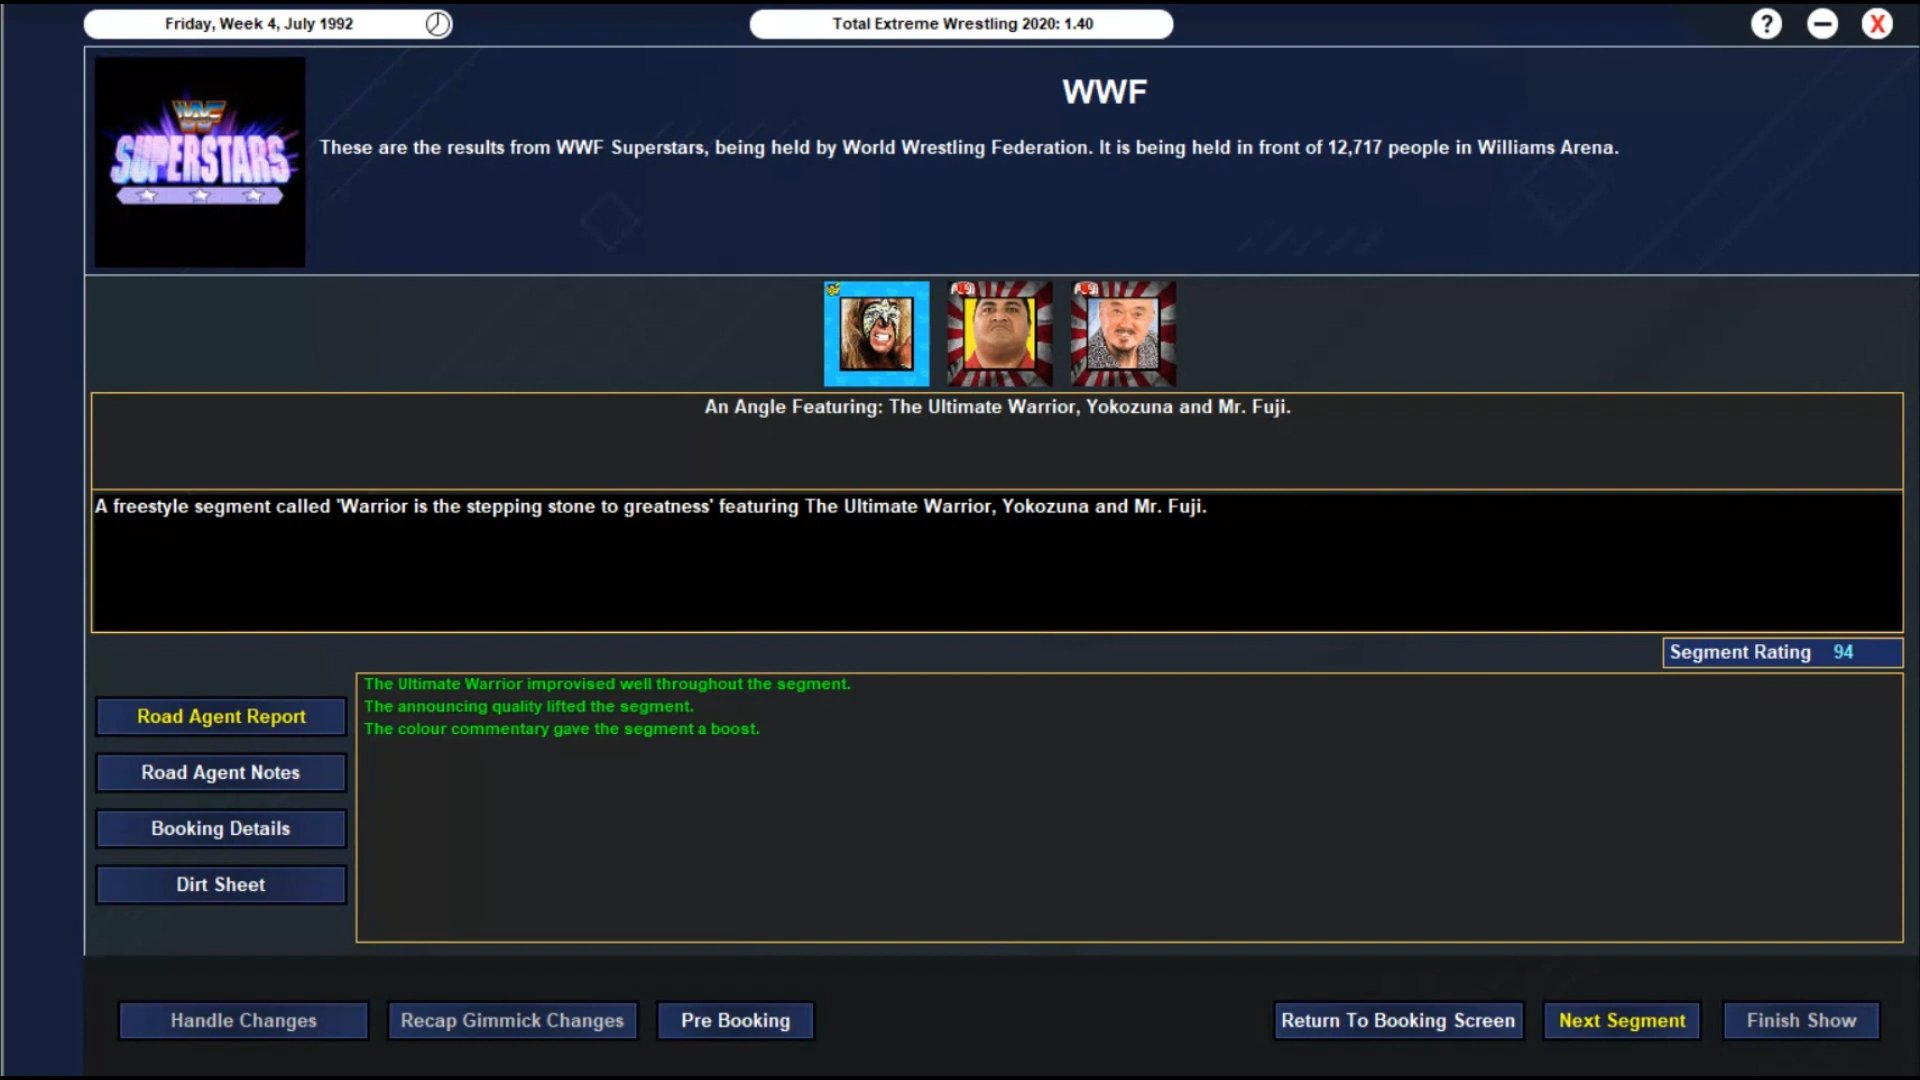 Friday, Week 4, July 1992
Total Extreme Wrestling 2020: 1.40
?
X
WWF
SUPERSTARS
WWF
These are the results from WWF Superstars, being held by World Wrestling Federation. It is being held in front of 12,717 people in Williams Arena.
An Angle Featuring: The Ultimate Warrior, Yokozuna and Mr. Fuji.
A freestyle segment called 'Warrior is the stepping stone to greatness' featuring The Ultimate Warrior, Yokozuna and Mr. Fuji.
Segment Rating 94
Road Agent Report
Road Agent Notes
Booking Details
Dirt Sheet
The Ultimate Warrior improvised well throughout the segment.
The announcing quality lifted the segment.
The colour commentary gave the segment a boost.
Handle Changes
Recap Gimmick Changes
Pre Booking
Return To Booking Screen
Next Segment
Finish Show